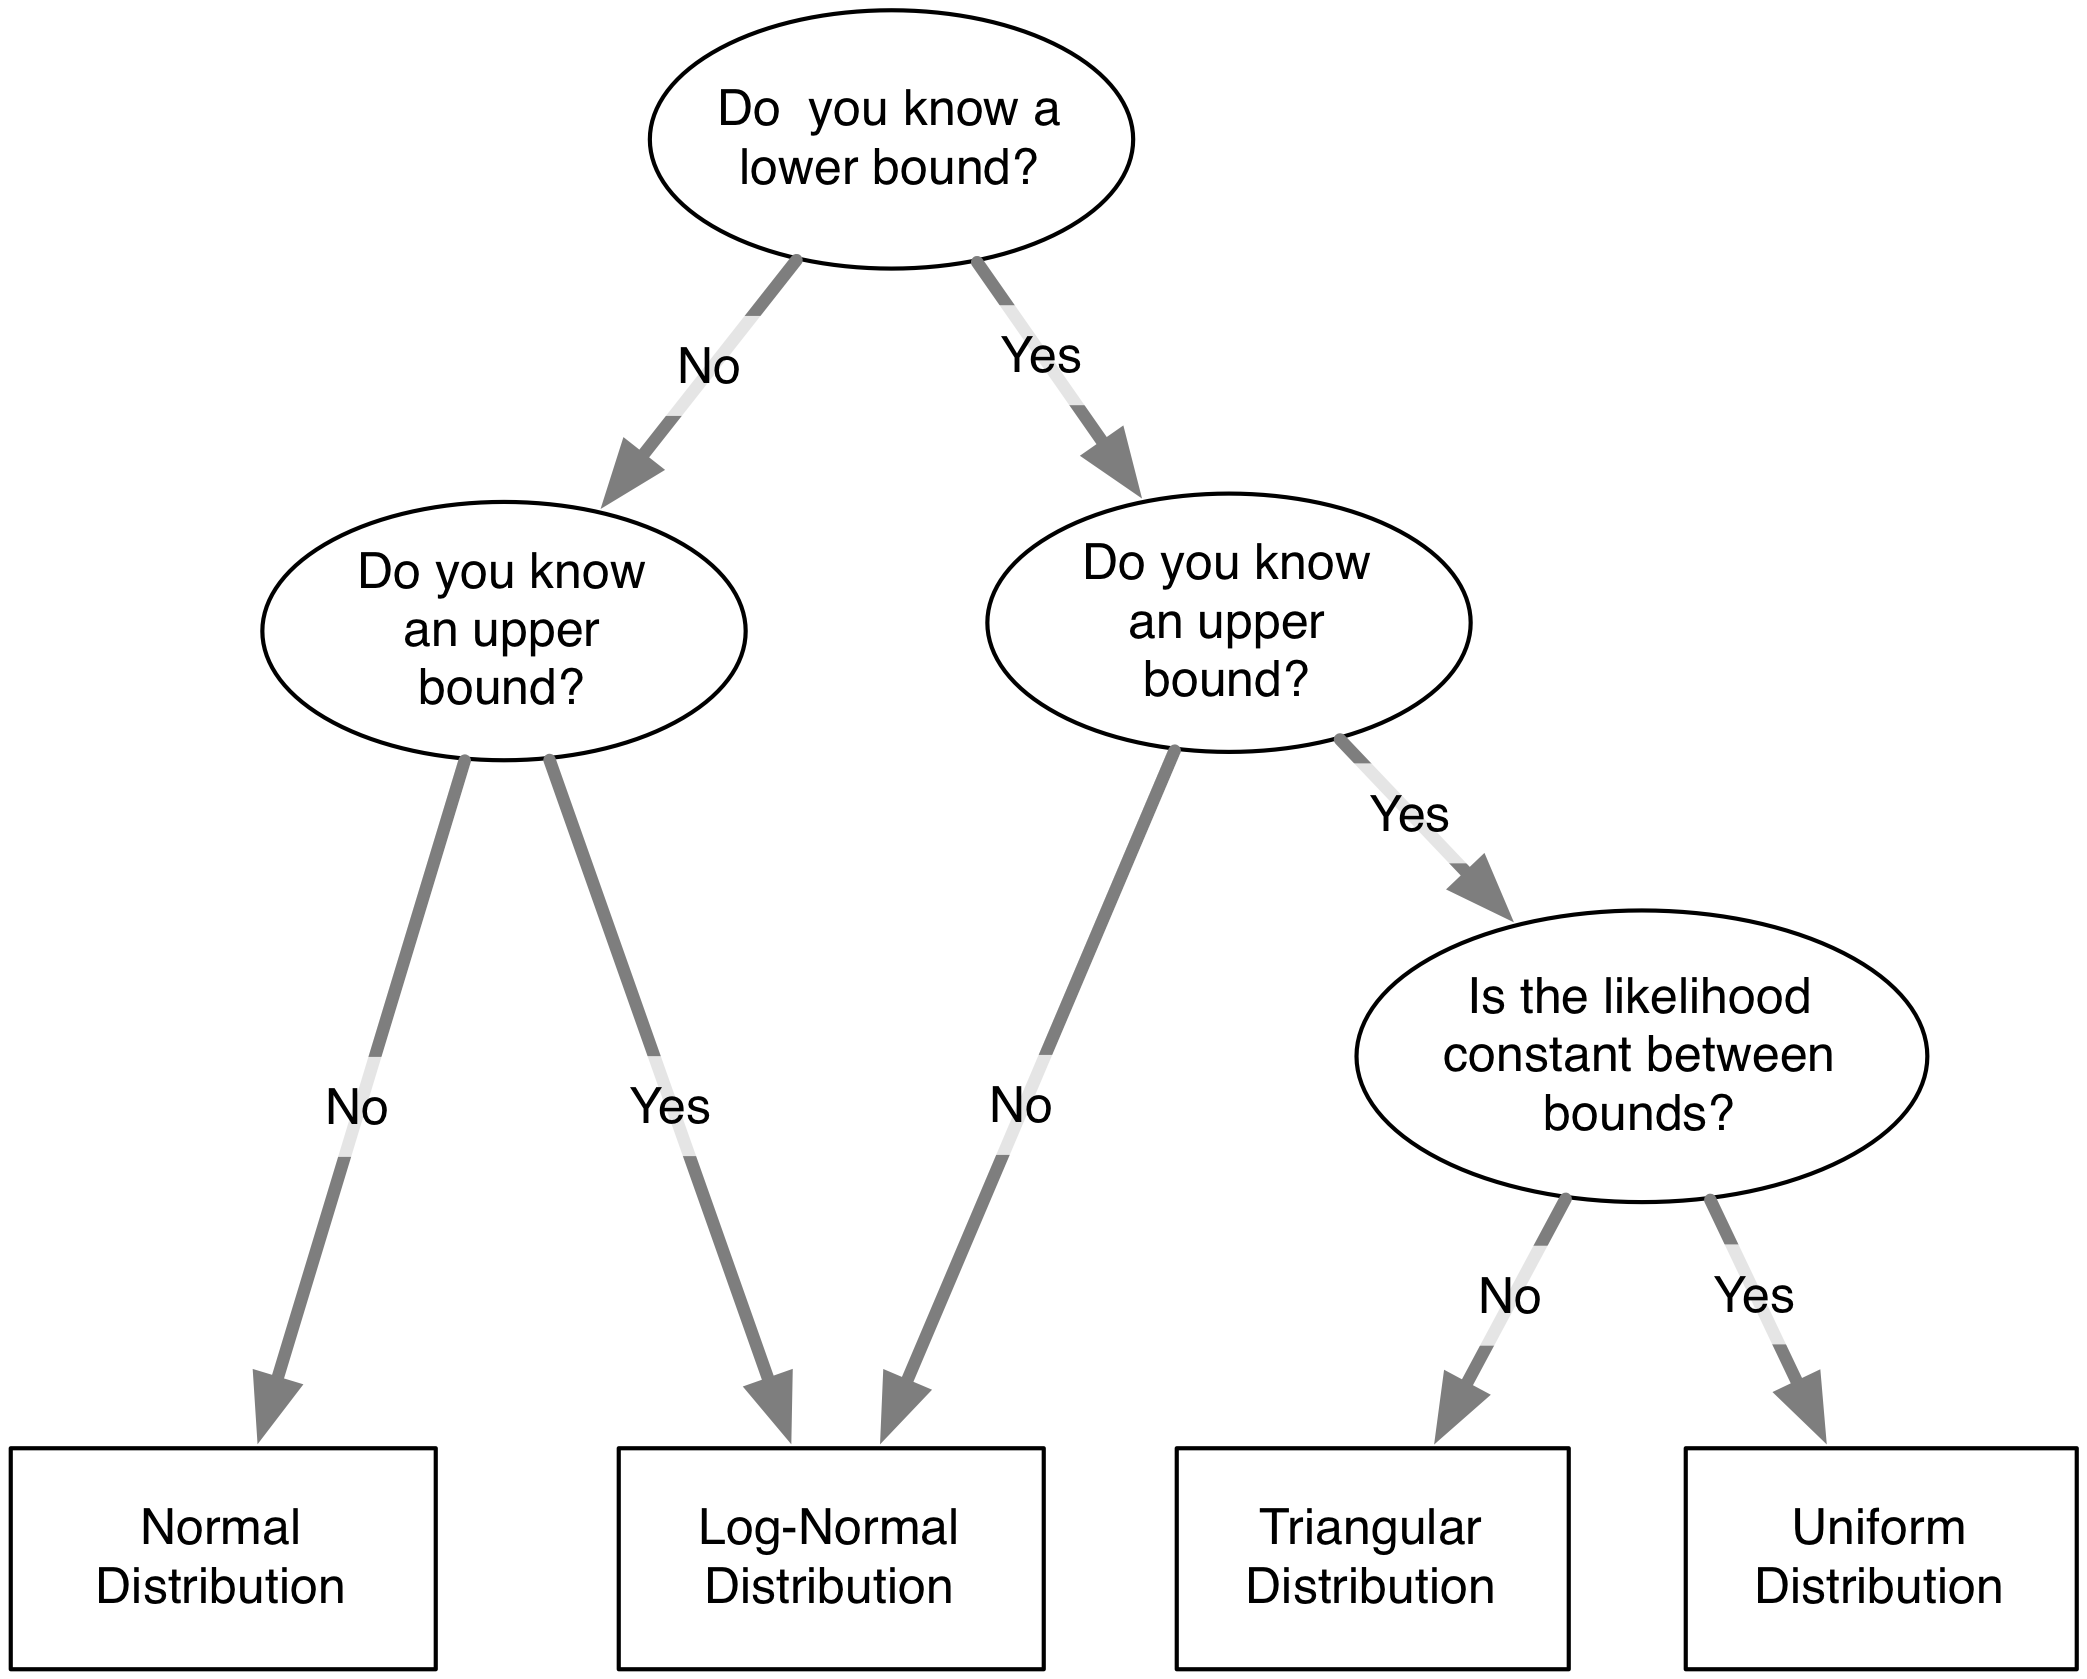 Do  you know a
lower bound?
No
Yes
Do you know
an upper
bound?
Do you know
an upper
bound?
Yes
Is the likelihood
constant between
bounds?
No
Yes
No
No
Yes
Normal
Distribution
Log-Normal
Distribution
Triangular
Distribution
Uniform
Distribution